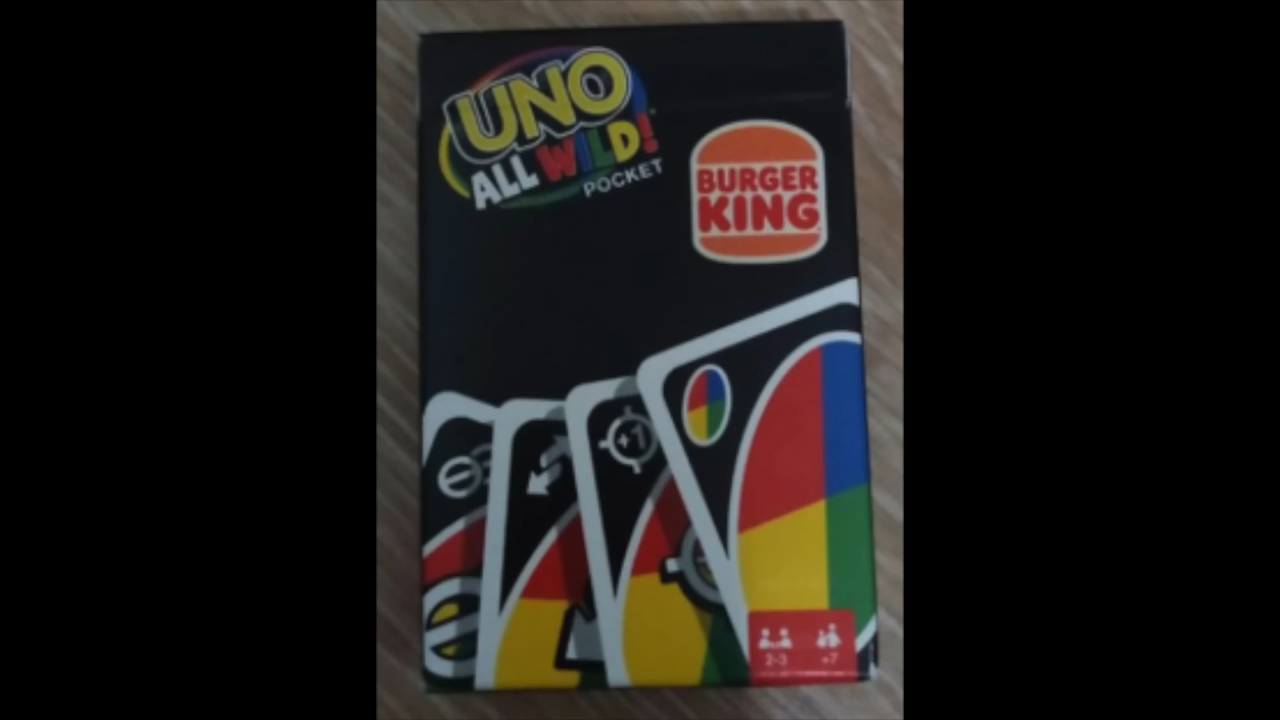 UNO
ALL WILD!
POCKET
BURGER
KING
+1
2-3
+7